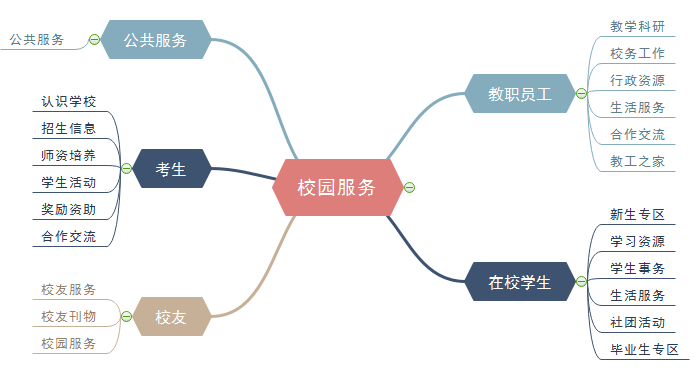 校园服务
公共服务
公共服务
考生
认识学校
招生信息
师资培养
学生活动
奖励资助
合作交流
校友
校友服务
校友刊物
校园服务
教职员工
教学科研
校务工作
行政资源
生活服务
合作交流
教工之家
在校学生
新生专区
学习资源
学生事务
生活服务
社团活动
毕业生专区